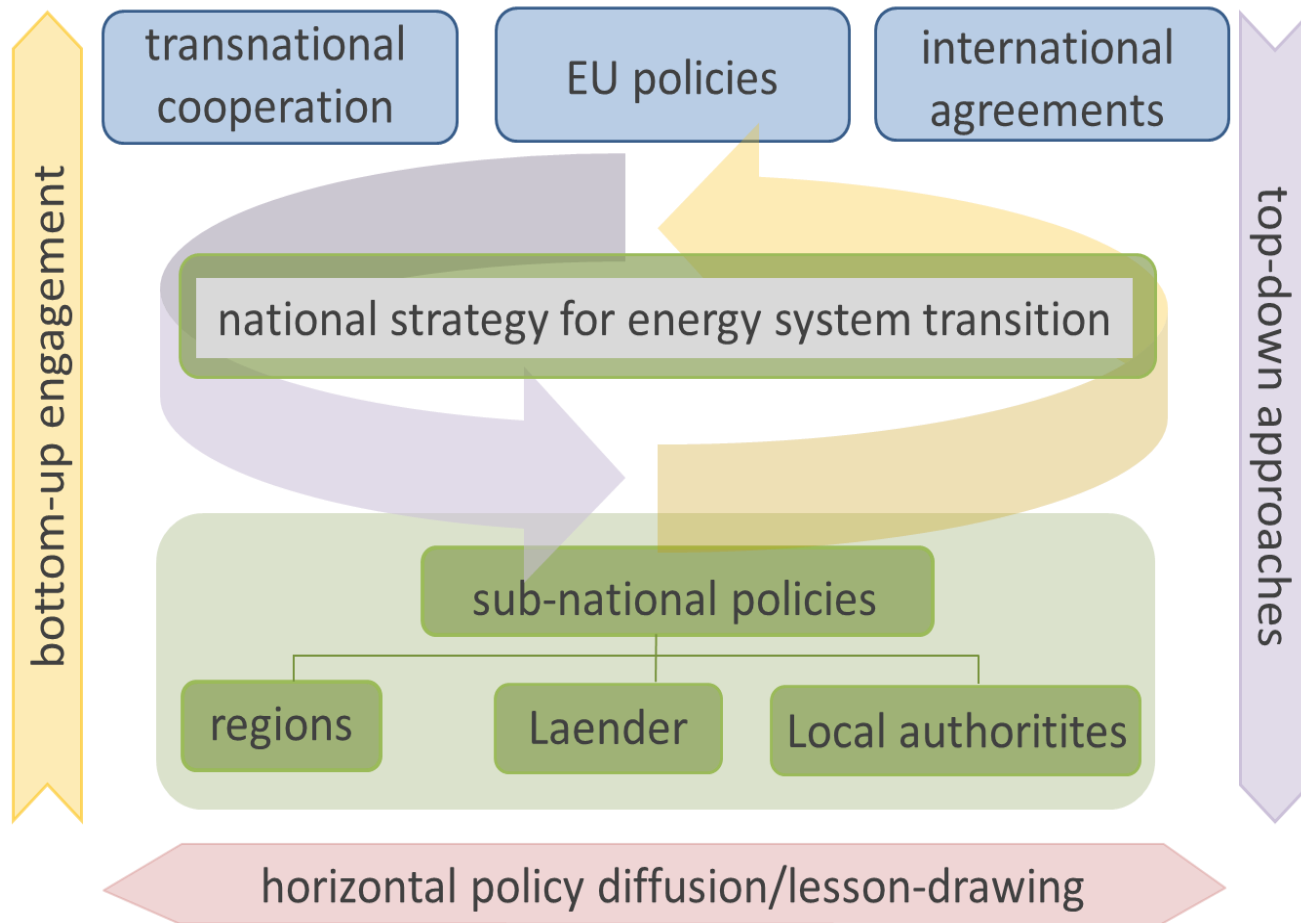 transnational
cooperation
EU policies
international
agreements
bottom-up engagement
top-down approaches
national strategy for energy system transition
sub-national policies
regions
Laender
Local authoritites
horizontal policy diffusion/lesson-drawing